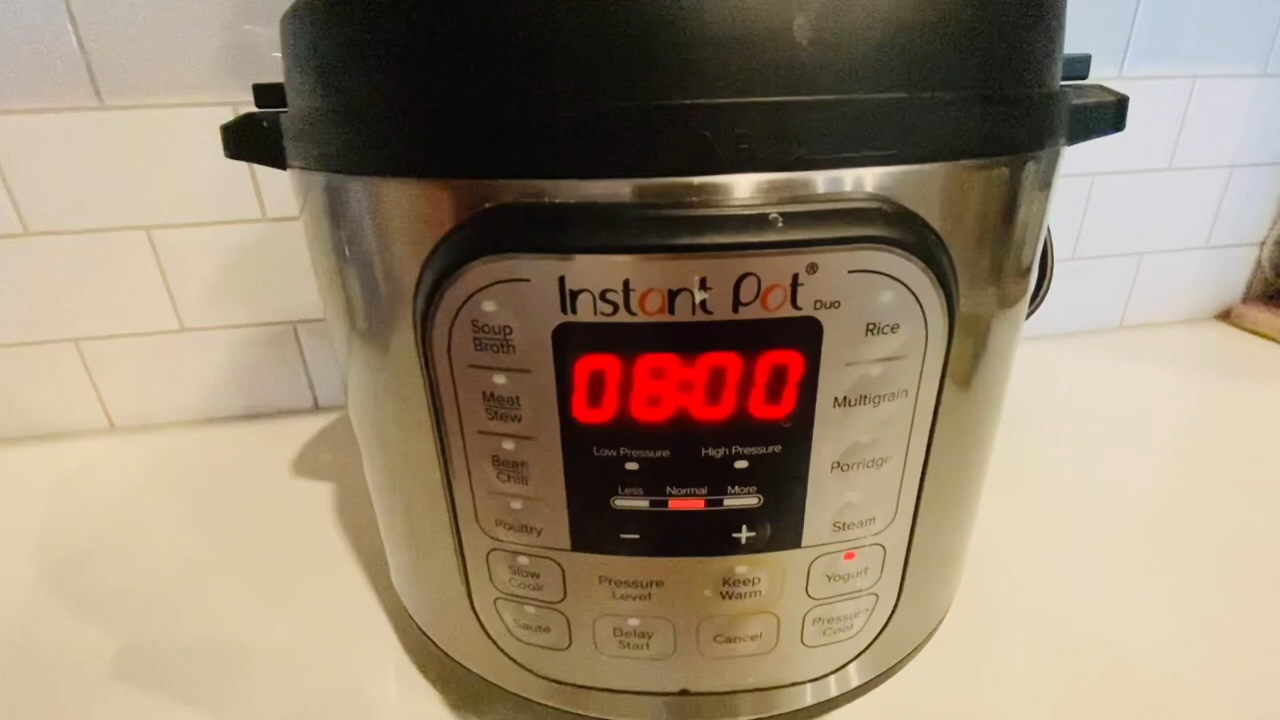 Instant Pot® Duo
Soup
Broth
Meat
Stew
Bean
Chili
Poultry
08:00
Low Pressure High Pressure
Less Normal More
− +
Rice
Multigrain
Porridge
Steam
Slow
Cook
Sauté
Pressure
Level
Delay
Start
Keep
Warm
Cancel
Yogurt
Pressure
Cook